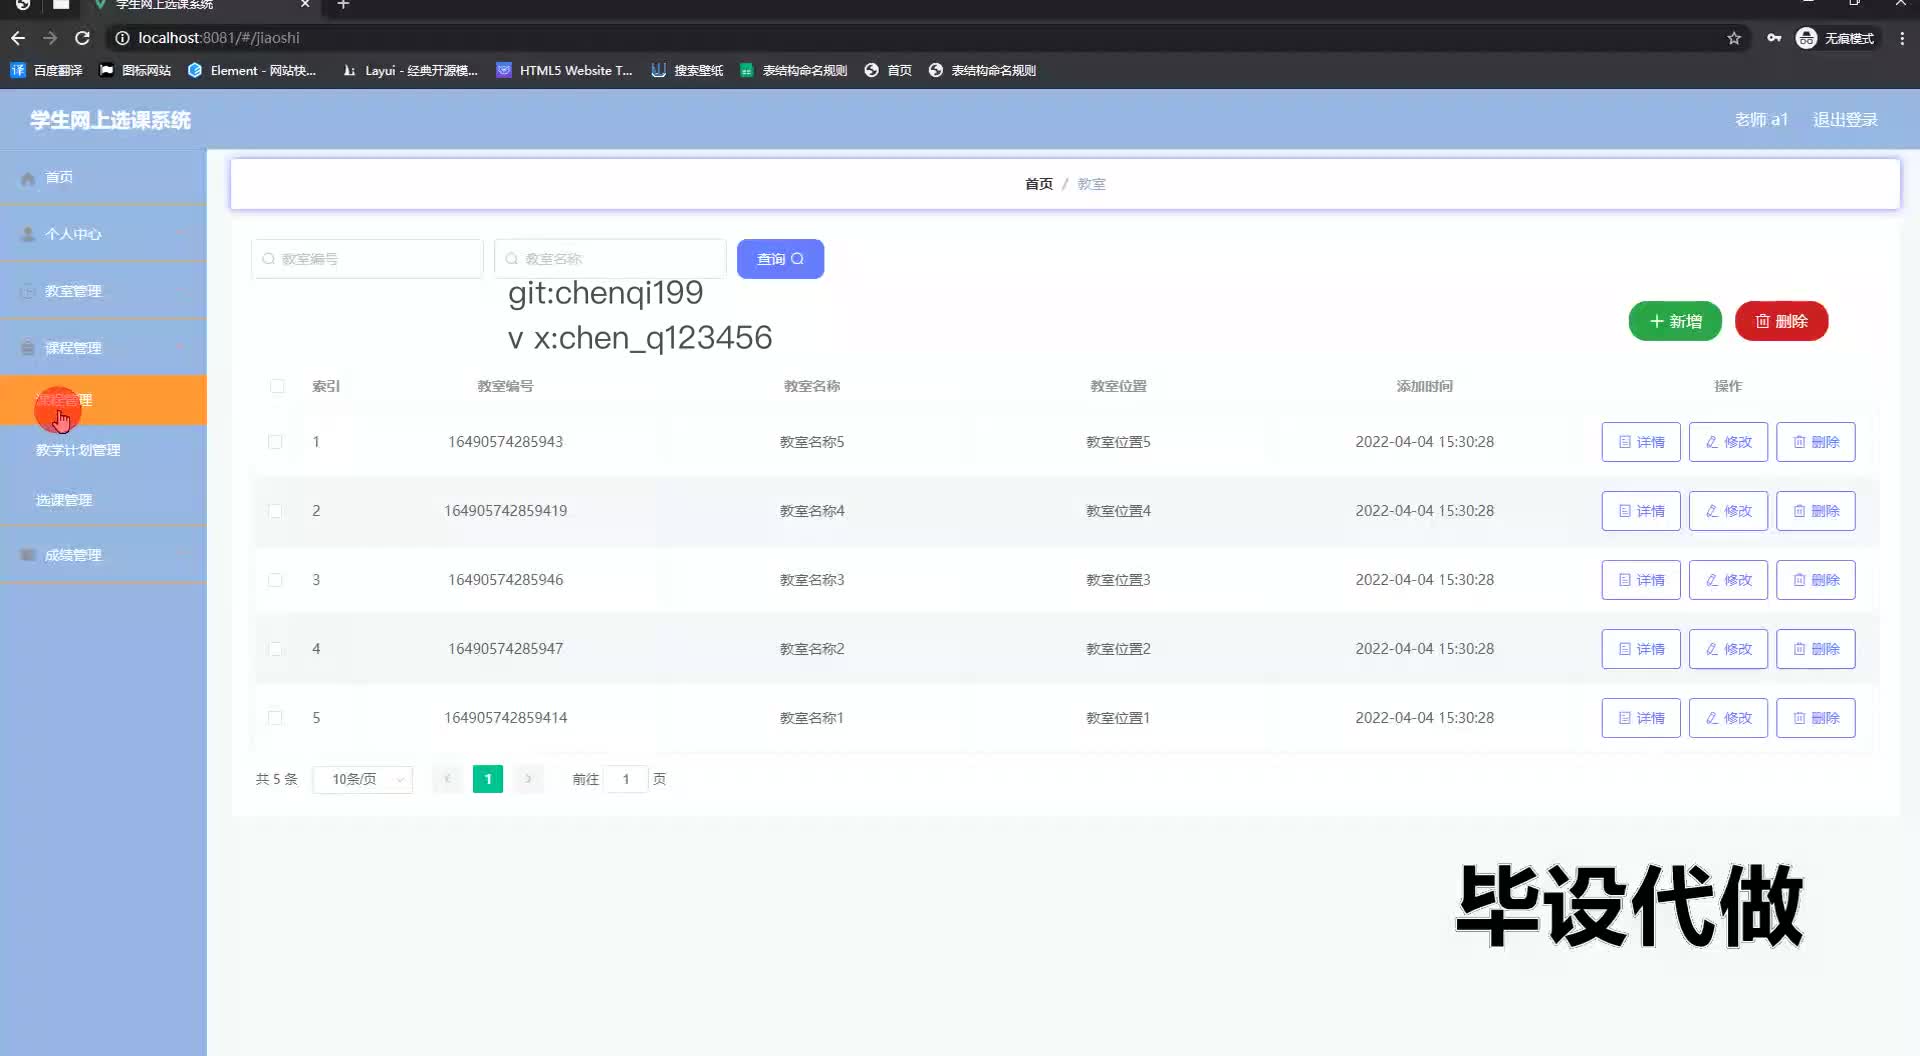 学生网上选课系统
localhost:8081/#/jiaoshi
无痕模式
百度翻译
图标网站
Element - 网站快...
Layui - 经典开源模...
HTML5 Website T...
搜索壁纸
表结构命名规则
首页
表结构命名规则
学生网上选课系统
老师 a1
退出登录
首页
个人中心
教室管理
课程管理
课程管理
教学计划管理
选课管理
成绩管理
首页 / 教室
教室编号
教室名称
查询
git:chenqi199
v x:chen_q123456
新增
删除
索引 教室编号 教室名称 教室位置 添加时间 操作
1 16490574285943 教室名称5 教室位置5 2022-04-04 15:30:28 详情 修改 删除
2 164905742859419 教室名称4 教室位置4 2022-04-04 15:30:28 详情 修改 删除
3 16490574285946 教室名称3 教室位置3 2022-04-04 15:30:28 详情 修改 删除
4 16490574285947 教室名称2 教室位置2 2022-04-04 15:30:28 详情 修改 删除
5 164905742859414 教室名称1 教室位置1 2022-04-04 15:30:28 详情 修改 删除
共 5 条 10条/页 1 前往 1 页
毕设代做